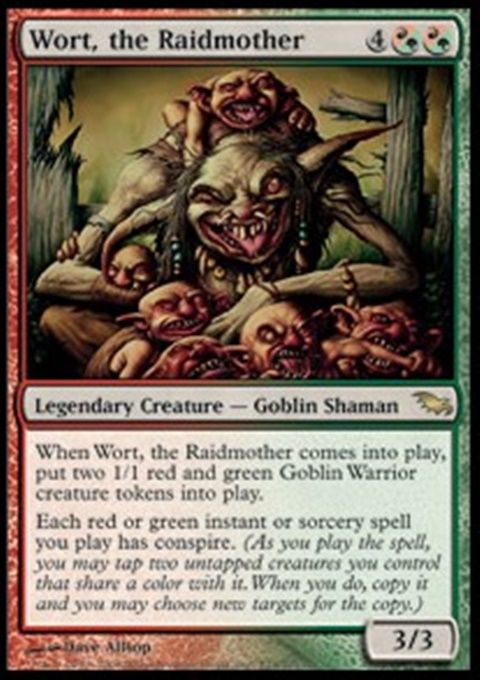 Wort, the Raidmother 4
Legendary Creature — Goblin Shaman
When Wort, the Raidmother comes into play,
put two 1/1 red and green Goblin Warrior
creature tokens into play.
Each red or green instant or sorcery spell
you play has conspire. (As you play the spell,
you may tap two untapped creatures you control
that share a color with it. When you do, copy it
and you may choose new targets for the copy.)
3/3
Dave Allsop